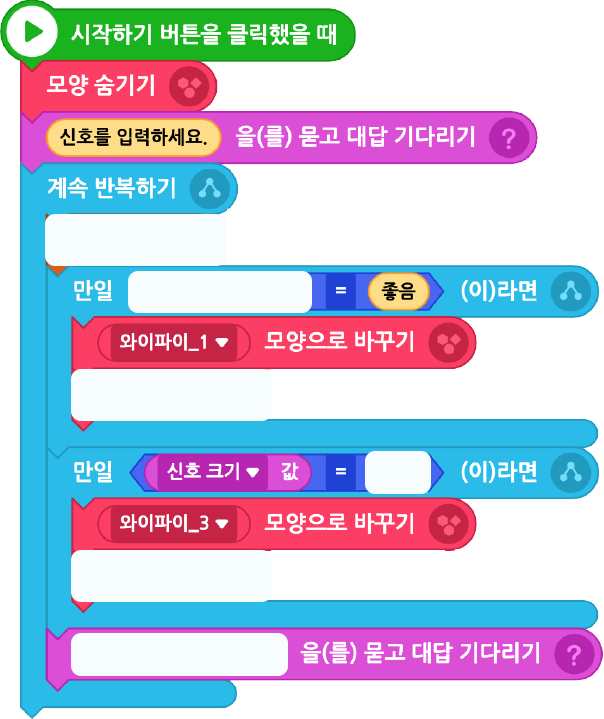 시작하기 버튼을 클릭했을 때
모양 숨기기
신호를 입력하세요. 을(를) 묻고 대답 기다리기 ?
계속 반복하기
만일 = 좋음 (이)라면
와이파이_1 ▼ 모양으로 바꾸기
만일 신호 크기 ▼ 값 = (이)라면
와이파이_3 ▼ 모양으로 바꾸기
을(를) 묻고 대답 기다리기 ?